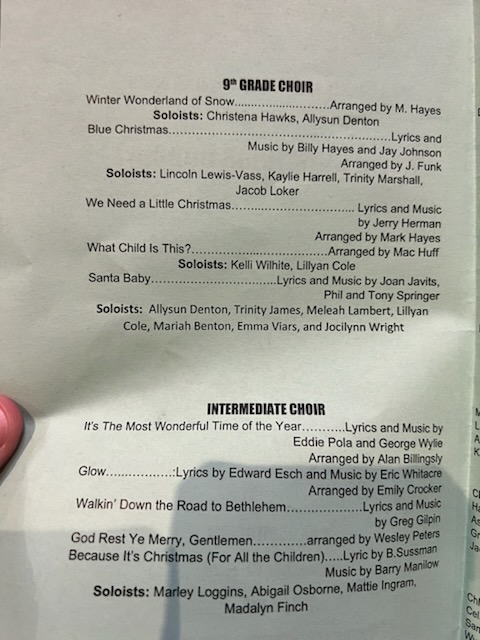 9th GRADE CHOIR
Winter Wonderland of Snow............................Arranged by M. Hayes
Soloists: Christena Hawks, Allysun Denton
Blue Christmas.......................................................Lyrics and
Music by Billy Hayes and Jay Johnson
Arranged by J. Funk
Soloists: Lincoln Lewis-Vass, Kaylie Harrell, Trinity Marshall,
Jacob Loker
We Need a Little Christmas.............................. Lyrics and Music
by Jerry Herman
Arranged by Mark Hayes
What Child Is This?.................................Arranged by Mac Huff
Soloists: Kelli Wilhite, Lillyan Cole
Santa Baby..............................Lyrics and Music by Joan Javits,
Phil and Tony Springer
Soloists: Allysun Denton, Trinity James, Meleah Lambert, Lillyan
Cole, Mariah Benton, Emma Viars, and Jocilynn Wright
INTERMEDIATE CHOIR
It's The Most Wonderful Time of the Year..........Lyrics and Music by
Eddie Pola and George Wylie
Arranged by Alan Billingsly
Glow................:Lyrics by Edward Esch and Music by Eric Whitacre
Arranged by Emily Crocker
Walkin' Down the Road to Bethlehem..................Lyrics and Music
by Greg Gilpin
God Rest Ye Merry, Gentlemen.............arranged by Wesley Peters
Because It's Christmas (For All the Children).....Lyric by B.Sussman
Music by Barry Manilow
Soloists: Marley Loggins, Abigail Osborne, Mattie Ingram,
Madalyn Finch